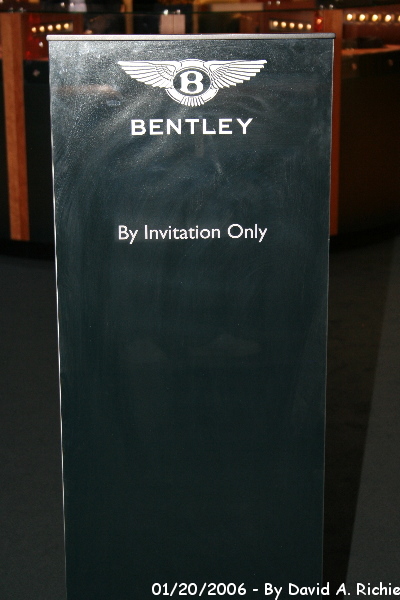 B
BENTLEY
By Invitation Only
01/20/2006 - By David A. Richie